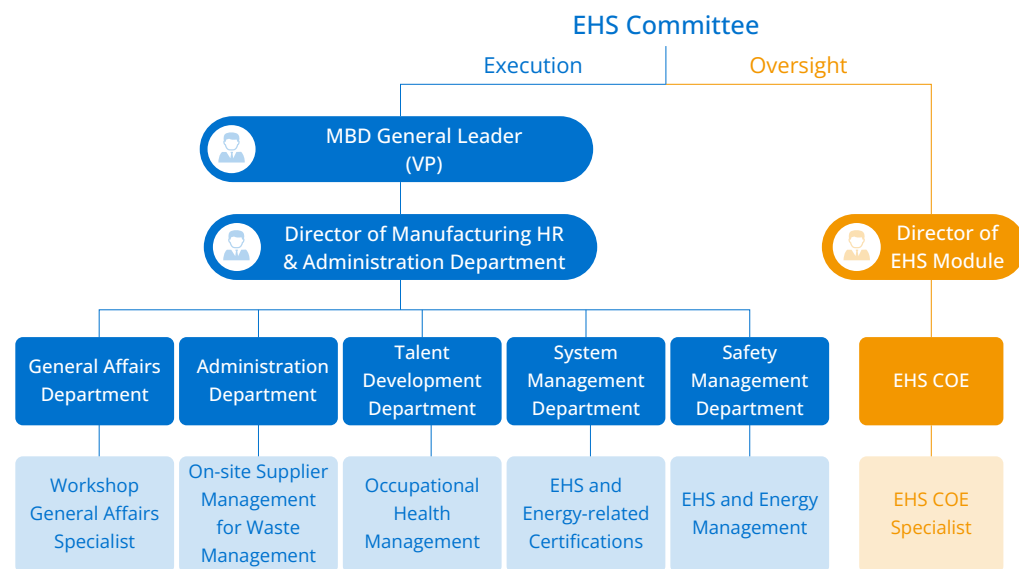 EHS Committee
Execution
Oversight
MBD General Leader
(VP)
Director of Manufacturing HR
& Administration Department
Director of
EHS Module
General Affairs
Department
Administration
Department
Talent
Development
Department
System
Management
Department
Safety
Management
Department
EHS COE
Workshop
General Affairs
Specialist
On-site Supplier
Management
for Waste
Management
Occupational
Health
Management
EHS and
Energy-related
Certifications
EHS and Energy
Management
EHS COE
Specialist